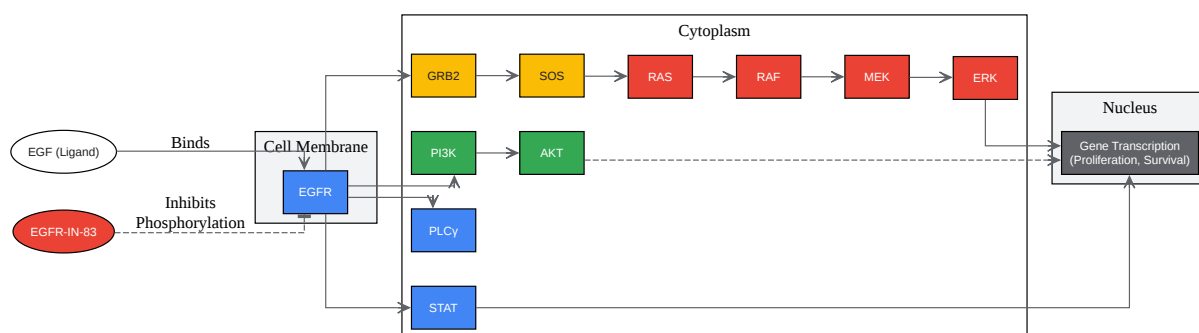 Cytoplasm
GRB2
SOS
RAS
RAF
MEK
ERK
Nucleus
Binds
Cell Membrane
EGF (Ligand)
PI3K
AKT
Gene Transcription
(Proliferation, Survival)
EGFR
Inhibits
Phosphorylation
EGFR-IN-83
PLCγ
STAT